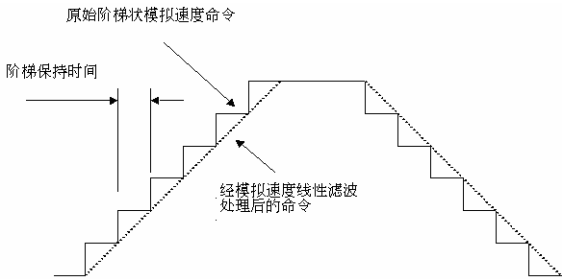 原始阶梯状模拟速度命令
阶梯保持时间
经模拟速度线性滤波
处理后的命令